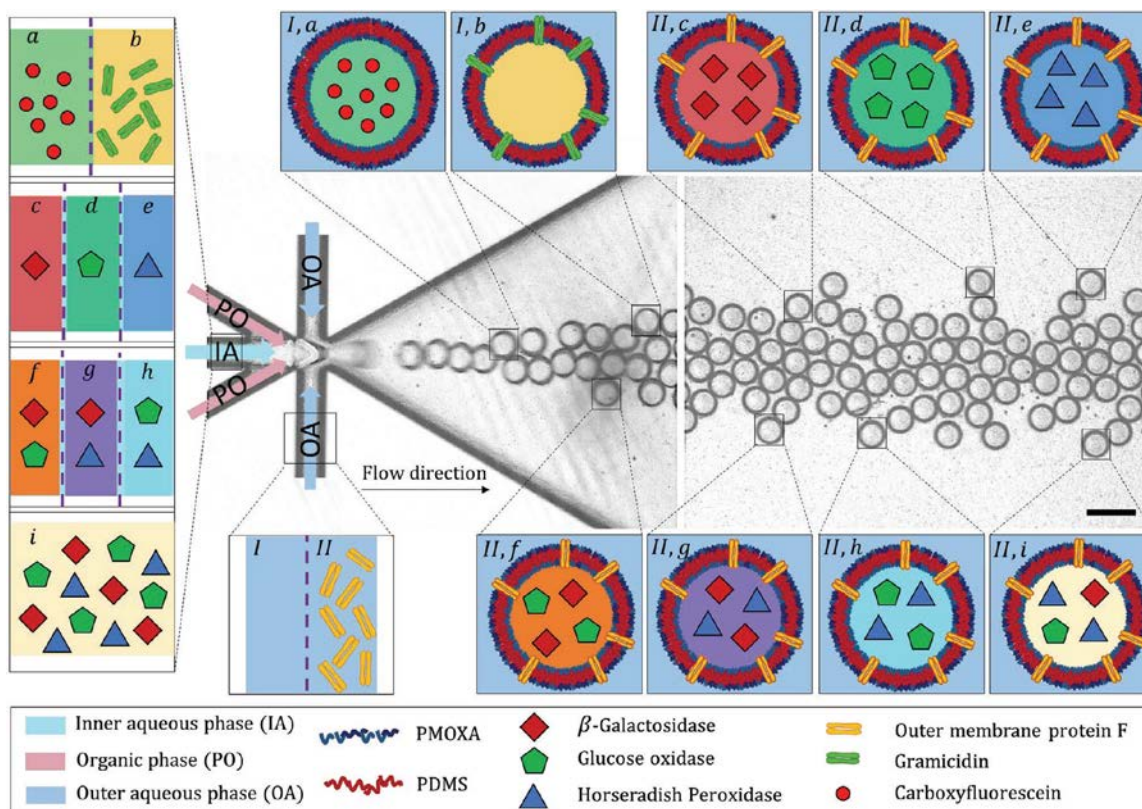 a
b
I, a
I, b
II, c
II, d
II, e
c
d
e
OA
PO
IA
PO
OA
f
g
h
Flow direction
i
I
II
II, f
II, g
II, h
II, i
Inner aqueous phase (IA)
PMOXA
β-Galactosidase
Outer membrane protein F
Organic phase (PO)
Glucose oxidase
Gramicidin
Outer aqueous phase (OA)
PDMS
Horseradish Peroxidase
Carboxyfluorescein